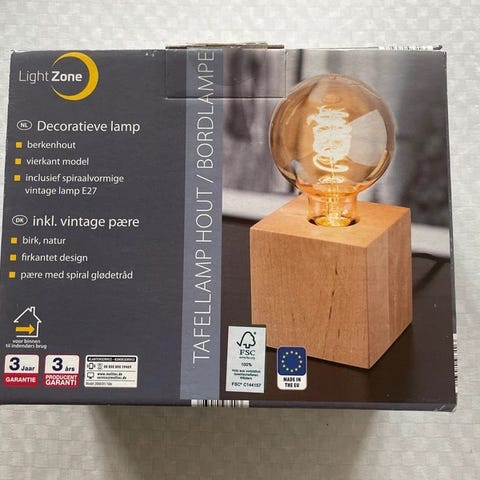 Light Zone
NL Decoratieve lamp
berkenhout
vierkant model
inclusief spiraalvormige
vintage lamp E27
DK inkl. vintage pære
birk, natur
firkantet design
pære med spiral glødetråd
TAFELLAMP HOUT / BORDLAMPE
voor binnen
til indendørs brug
3 Jaar
GARANTIE
3 års
PRODUCENT
GARANTI
FSC
100%
FSC® C144157
MADE IN
THE EU